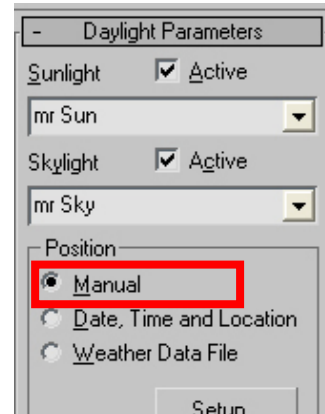 - Daylight Parameters
Sunlight Active
mr Sun
Skylight Active
mr Sky
Position
Manual
Date, Time and Location
Weather Data File
Setup